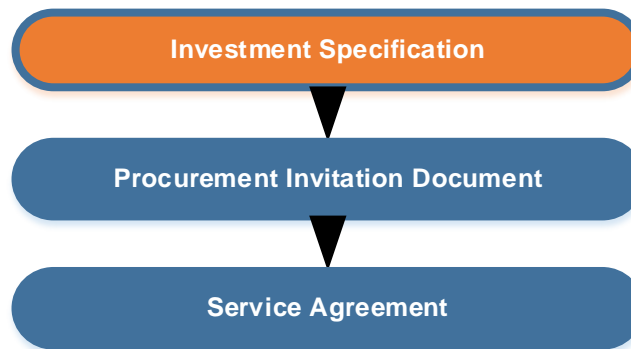 Investment Specification
Procurement Invitation Document
Service Agreement